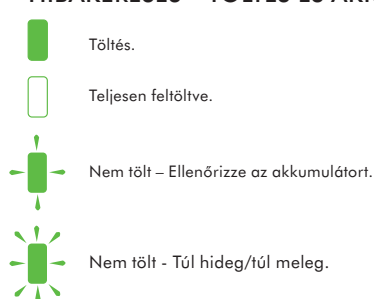 Töltés.
Teljesen feltöltve.
Nem tölt – Ellenőrizze az akkumulátort.
Nem tölt - Túl hideg/túl meleg.